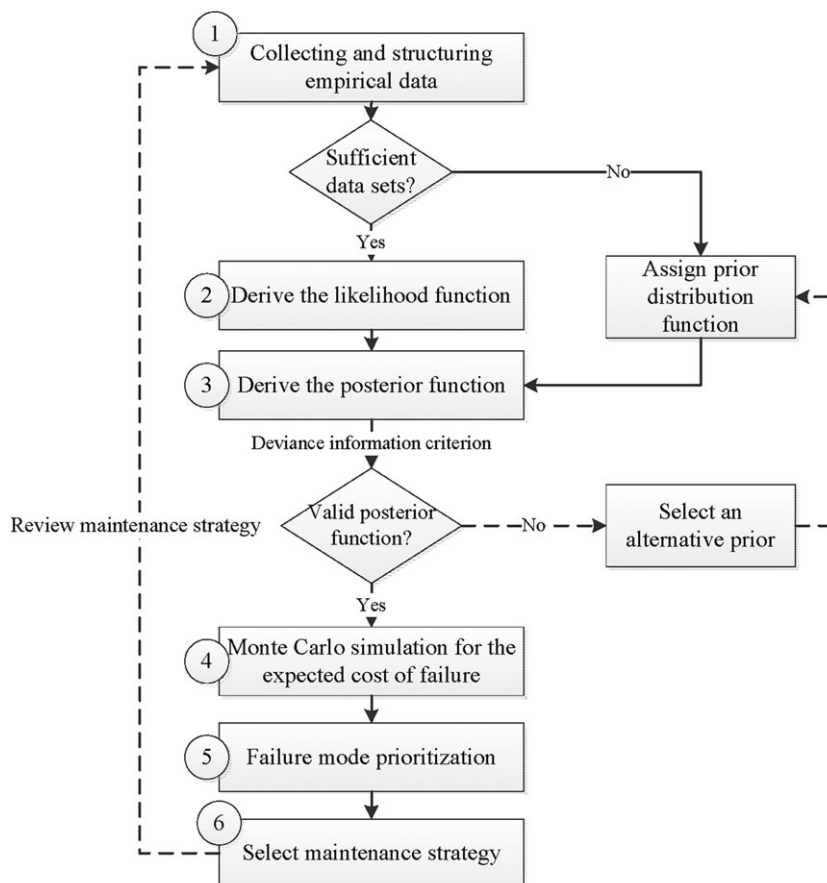 1
Collecting and structuring
empirical data
Sufficient
data sets?
No
Yes
Assign prior
distribution
function
2
Derive the likelihood function
3
Derive the posterior function
Deviance information criterion
Review maintenance strategy
Valid posterior
function?
No
Select an
alternative prior
Yes
4
Monte Carlo simulation for the
expected cost of failure
5
Failure mode prioritization
6
Select maintenance strategy